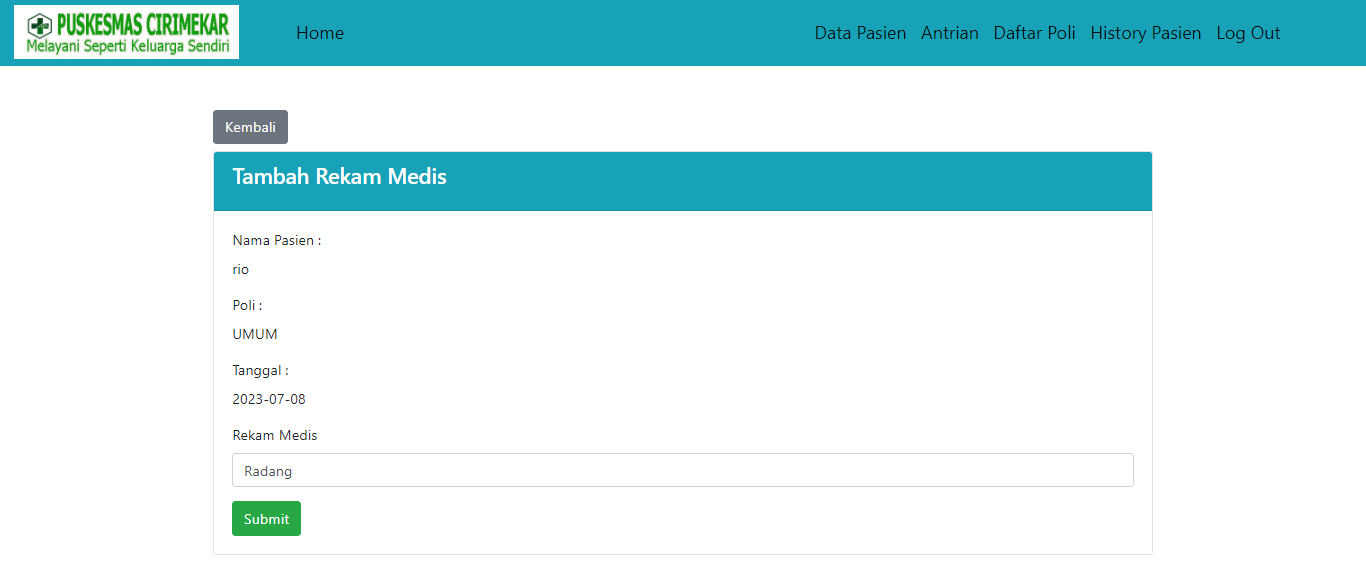 PUSKESMAS CIRIMEKAR
Melayani Seperti Keluarga Sendiri
Home
Data Pasien
Antrian
Daftar Poli
History Pasien
Log Out
Kembali
Tambah Rekam Medis
Nama Pasien :
rio
Poli :
UMUM
Tanggal :
2023-07-08
Rekam Medis
Radang
Submit